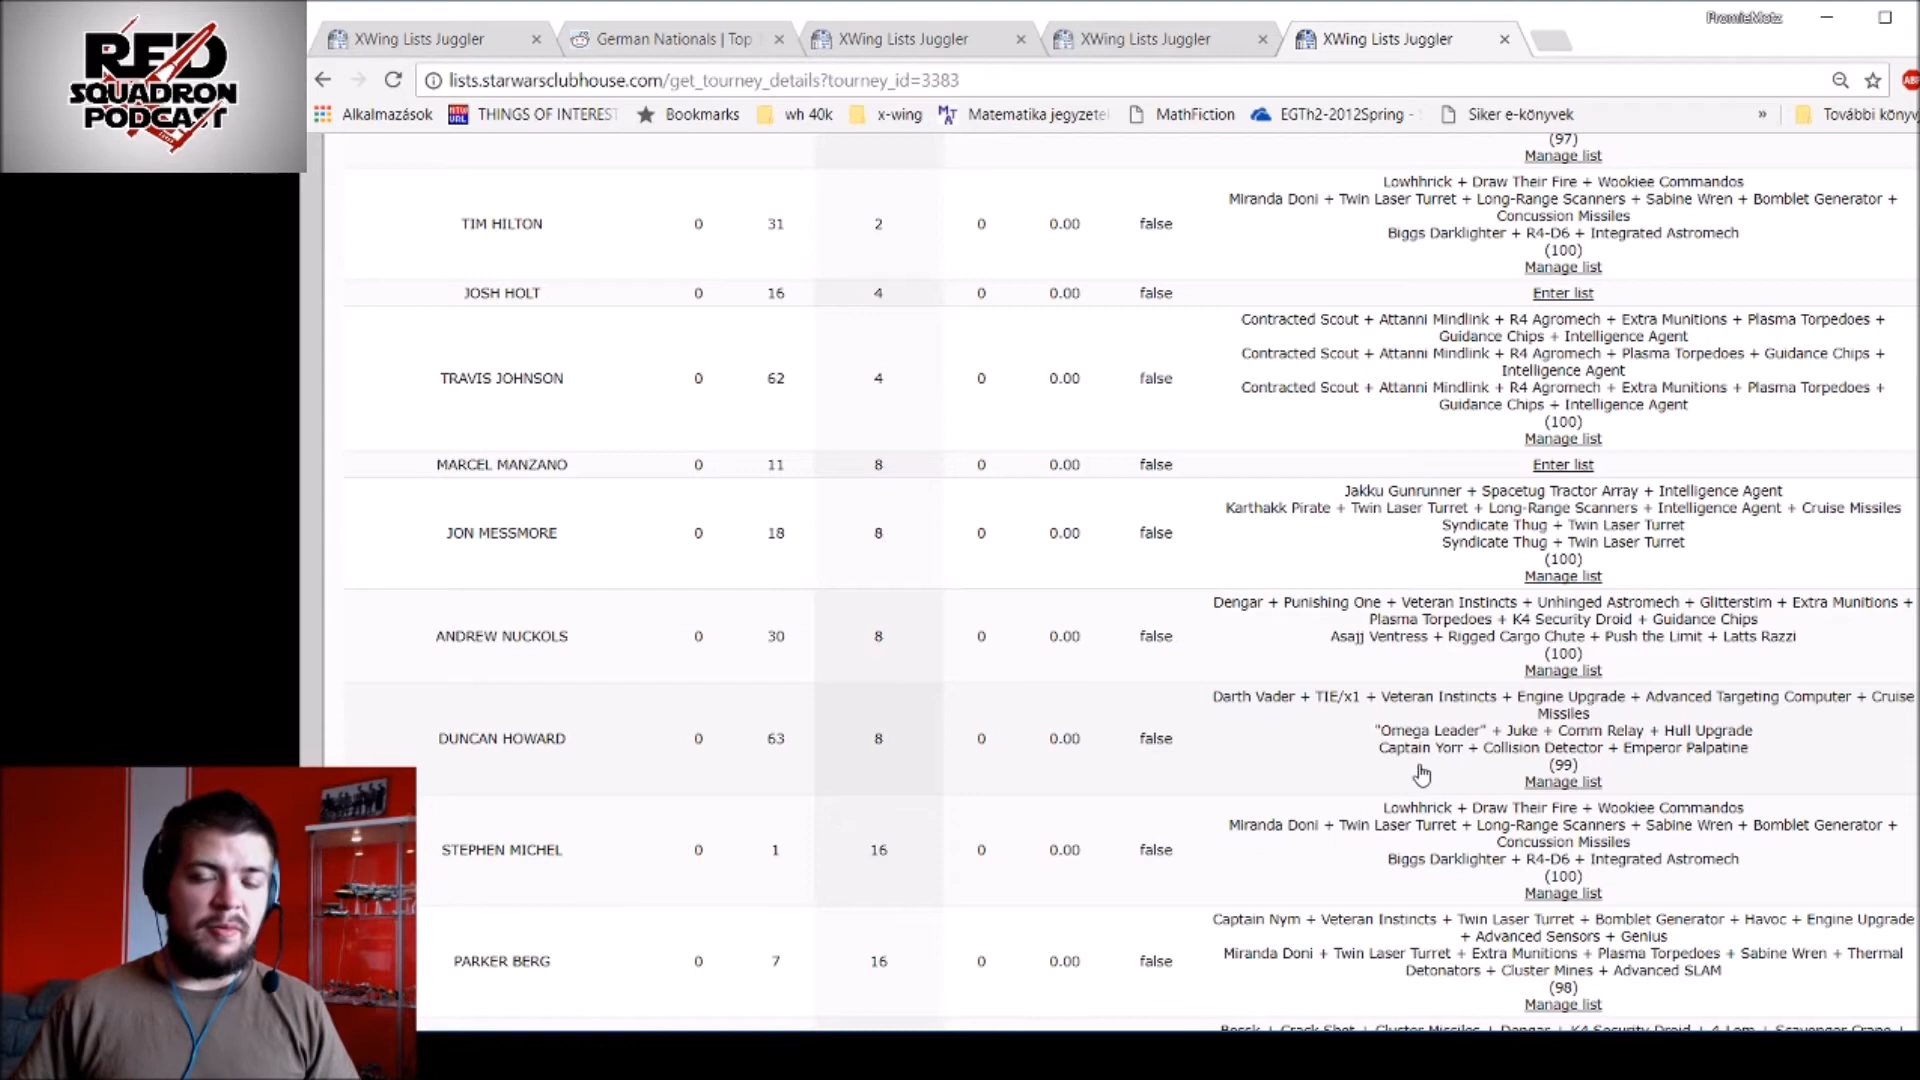 RED
SQUADRON
PODCAST
PromieMotz
XWing Lists Juggler
German Nationals | Top
XWing Lists Juggler
XWing Lists Juggler
XWing Lists Juggler
lists.starwarsclubhouse.com/get_tourney_details?tourney_id=3383
Alkalmazások
THINGS OF INTEREST
Bookmarks
wh 40k
x-wing
Matematika jegyzetel
MathFiction
EGTh2-2012Spring -
Siker e-könyvek
»
További könyv
(97)
Manage list
TIM HILTON 0 31 2 0 0.00 false
Lowhhrick + Draw Their Fire + Wookiee Commandos
Miranda Doni + Twin Laser Turret + Long-Range Scanners + Sabine Wren + Bomblet Generator +
Concussion Missiles
Biggs Darklighter + R4-D6 + Integrated Astromech
(100)
Manage list
JOSH HOLT 0 16 4 0 0.00 false Enter list
TRAVIS JOHNSON 0 62 4 0 0.00 false
Contracted Scout + Attanni Mindlink + R4 Agromech + Extra Munitions + Plasma Torpedoes +
Guidance Chips + Intelligence Agent
Contracted Scout + Attanni Mindlink + R4 Agromech + Plasma Torpedoes + Guidance Chips +
Intelligence Agent
Contracted Scout + Attanni Mindlink + R4 Agromech + Extra Munitions + Plasma Torpedoes +
Guidance Chips + Intelligence Agent
(100)
Manage list
MARCEL MANZANO 0 11 8 0 0.00 false Enter list
JON MESSMORE 0 18 8 0 0.00 false
Jakku Gunrunner + Spacetug Tractor Array + Intelligence Agent
Karthakk Pirate + Twin Laser Turret + Long-Range Scanners + Intelligence Agent + Cruise Missiles
Syndicate Thug + Twin Laser Turret
Syndicate Thug + Twin Laser Turret
(100)
Manage list
ANDREW NUCKOLS 0 30 8 0 0.00 false
Dengar + Punishing One + Veteran Instincts + Unhinged Astromech + Glitterstim + Extra Munitions +
Plasma Torpedoes + K4 Security Droid + Guidance Chips
Asajj Ventress + Rigged Cargo Chute + Push the Limit + Latts Razzi
(100)
Manage list
DUNCAN HOWARD 0 63 8 0 0.00 false
Darth Vader + TIE/x1 + Veteran Instincts + Engine Upgrade + Advanced Targeting Computer + Cruise
Missiles
"Omega Leader" + Juke + Comm Relay + Hull Upgrade
Captain Yorr + Collision Detector + Emperor Palpatine
(99)
Manage list
STEPHEN MICHEL 0 1 16 0 0.00 false
Lowhhrick + Draw Their Fire + Wookiee Commandos
Miranda Doni + Twin Laser Turret + Long-Range Scanners + Sabine Wren + Bomblet Generator +
Concussion Missiles
Biggs Darklighter + R4-D6 + Integrated Astromech
(100)
Manage list
PARKER BERG 0 7 16 0 0.00 false
Captain Nym + Veteran Instincts + Twin Laser Turret + Bomblet Generator + Havoc + Engine Upgrade
+ Advanced Sensors + Genius
Miranda Doni + Twin Laser Turret + Extra Munitions + Plasma Torpedoes + Sabine Wren + Thermal
Detonators + Cluster Mines + Advanced SLAM
(98)
Manage list
Bossk + Crack Shot + Cluster Missiles + Dengar + K4 Security Droid + 4-Lom + Scavenger Crane +